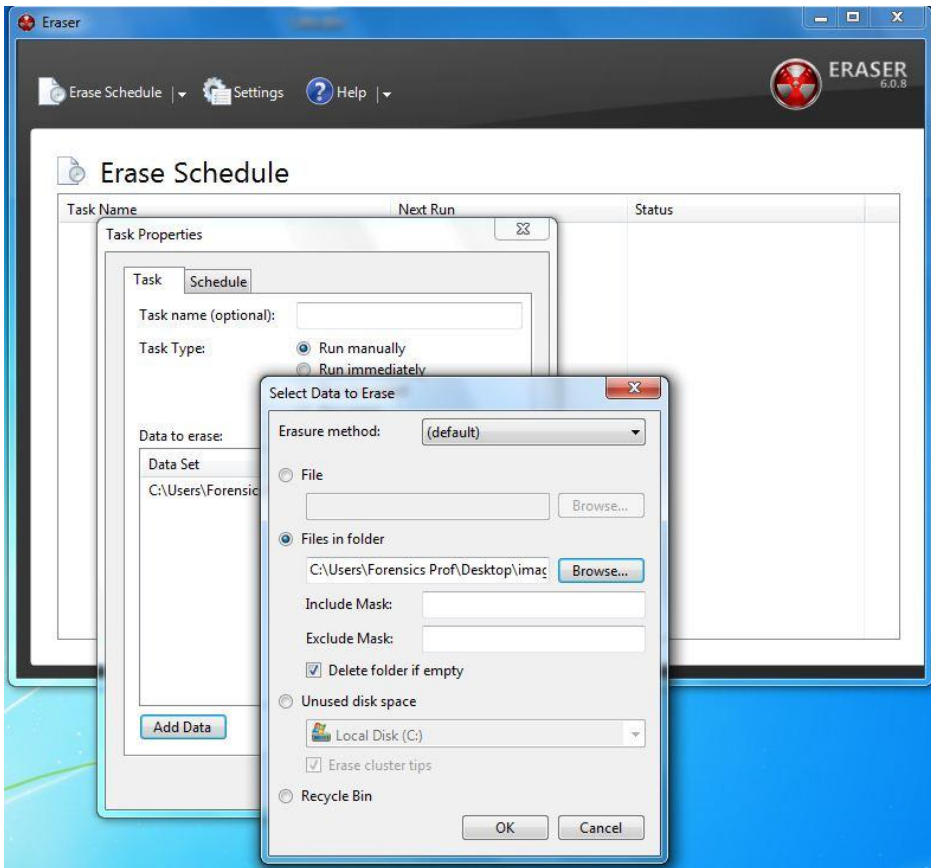 Eraser
Erase Schedule
Settings
Help
ERASER
6.0.8
Erase Schedule
Task Name Next Run Status
Task Properties
Task Schedule
Task name (optional):
Task Type: Run manually
Run immediately
Data to erase:
Data Set
C:\Users\Forensic
Add Data
Select Data to Erase
Erasure method: (default)
File
Browse...
Files in folder
C:\Users\Forensics Prof\Desktop\imag Browse...
Include Mask:
Exclude Mask:
Delete folder if empty
Unused disk space
Local Disk (C:)
Erase cluster tips
Recycle Bin
OK Cancel